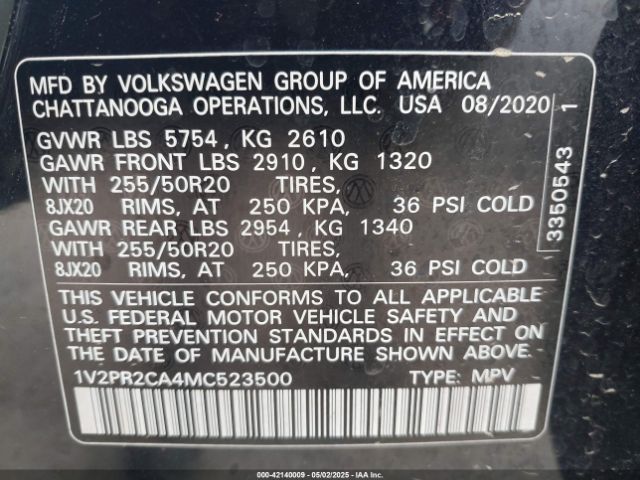 MFD BY VOLKSWAGEN GROUP OF AMERICA
CHATTANOOGA OPERATIONS, LLC. USA 08/2020
GVWR LBS 5754, KG 2610
GAWR FRONT LBS 2910, KG 1320
WITH 255/50R20 TIRES,
8JX20 RIMS, AT 250 KPA, 36 PSI COLD
GAWR REAR LBS 2954, KG 1340
WITH 255/50R20 TIRES,
8JX20 RIMS, AT 250 KPA, 36 PSI COLD
THIS VEHICLE CONFORMS TO ALL APPLICABLE
U.S. FEDERAL MOTOR VEHICLE SAFETY AND
THEFT PREVENTION STANDARDS IN EFFECT ON
THE DATE OF MANUFACTURE SHOWN ABOVE.
1V2PR2CA4MC523500 TYPE: MPV
3350543 1
000-42140009 - 05/02/2025 - IAA Holdings, LLC.